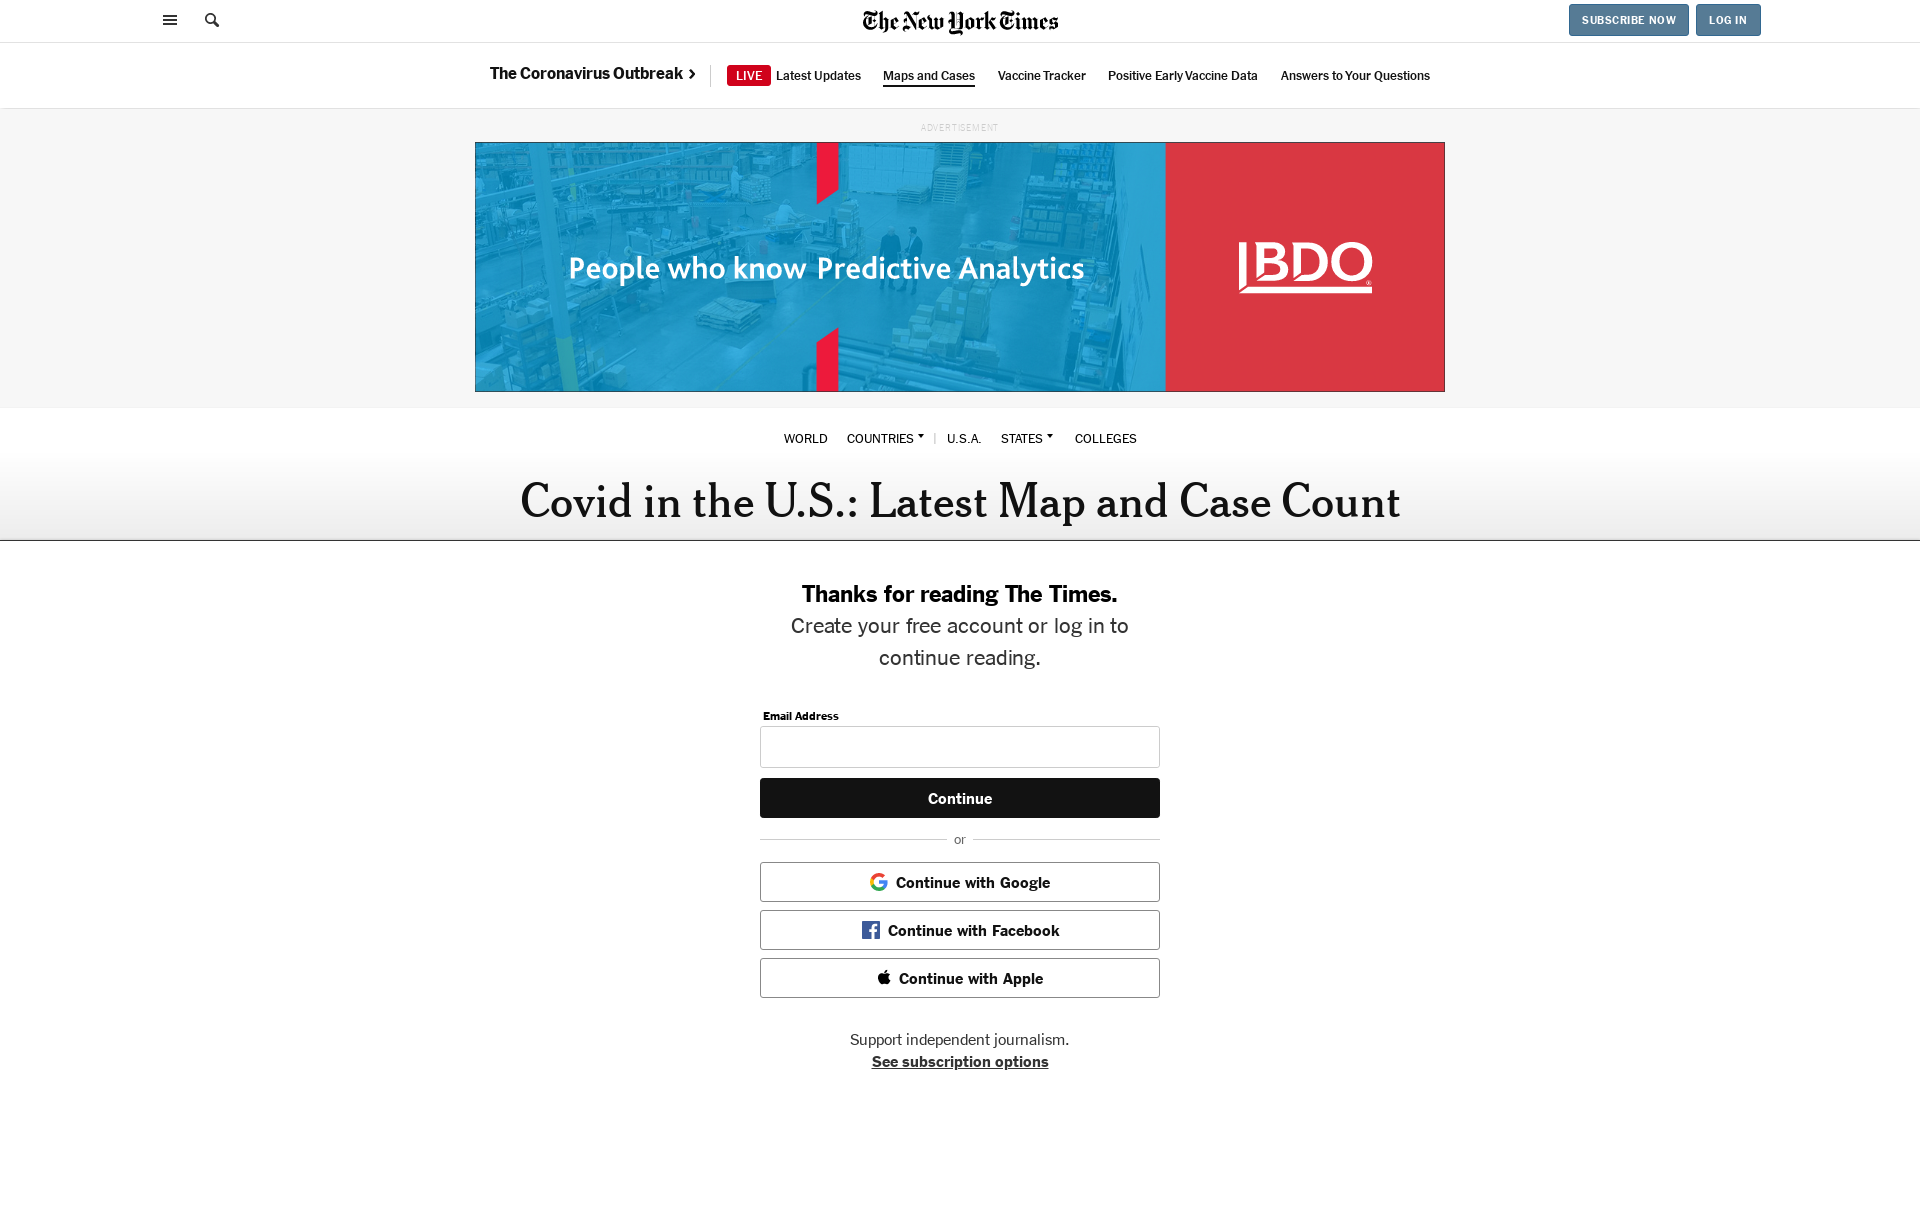 The New York Times
SUBSCRIBE NOW
LOG IN
The Coronavirus Outbreak
LIVE Latest Updates
Maps and Cases
Vaccine Tracker
Positive Early Vaccine Data
Answers to Your Questions
ADVERTISEMENT
People who know Predictive Analytics
BDO®
WORLD
COUNTRIES
U.S.A.
STATES
COLLEGES
Covid in the U.S.: Latest Map and Case Count
Thanks for reading The Times.
Create your free account or log in to
continue reading.
Email Address
Continue
or
Continue with Google
Continue with Facebook
Continue with Apple
Support independent journalism.
See subscription options